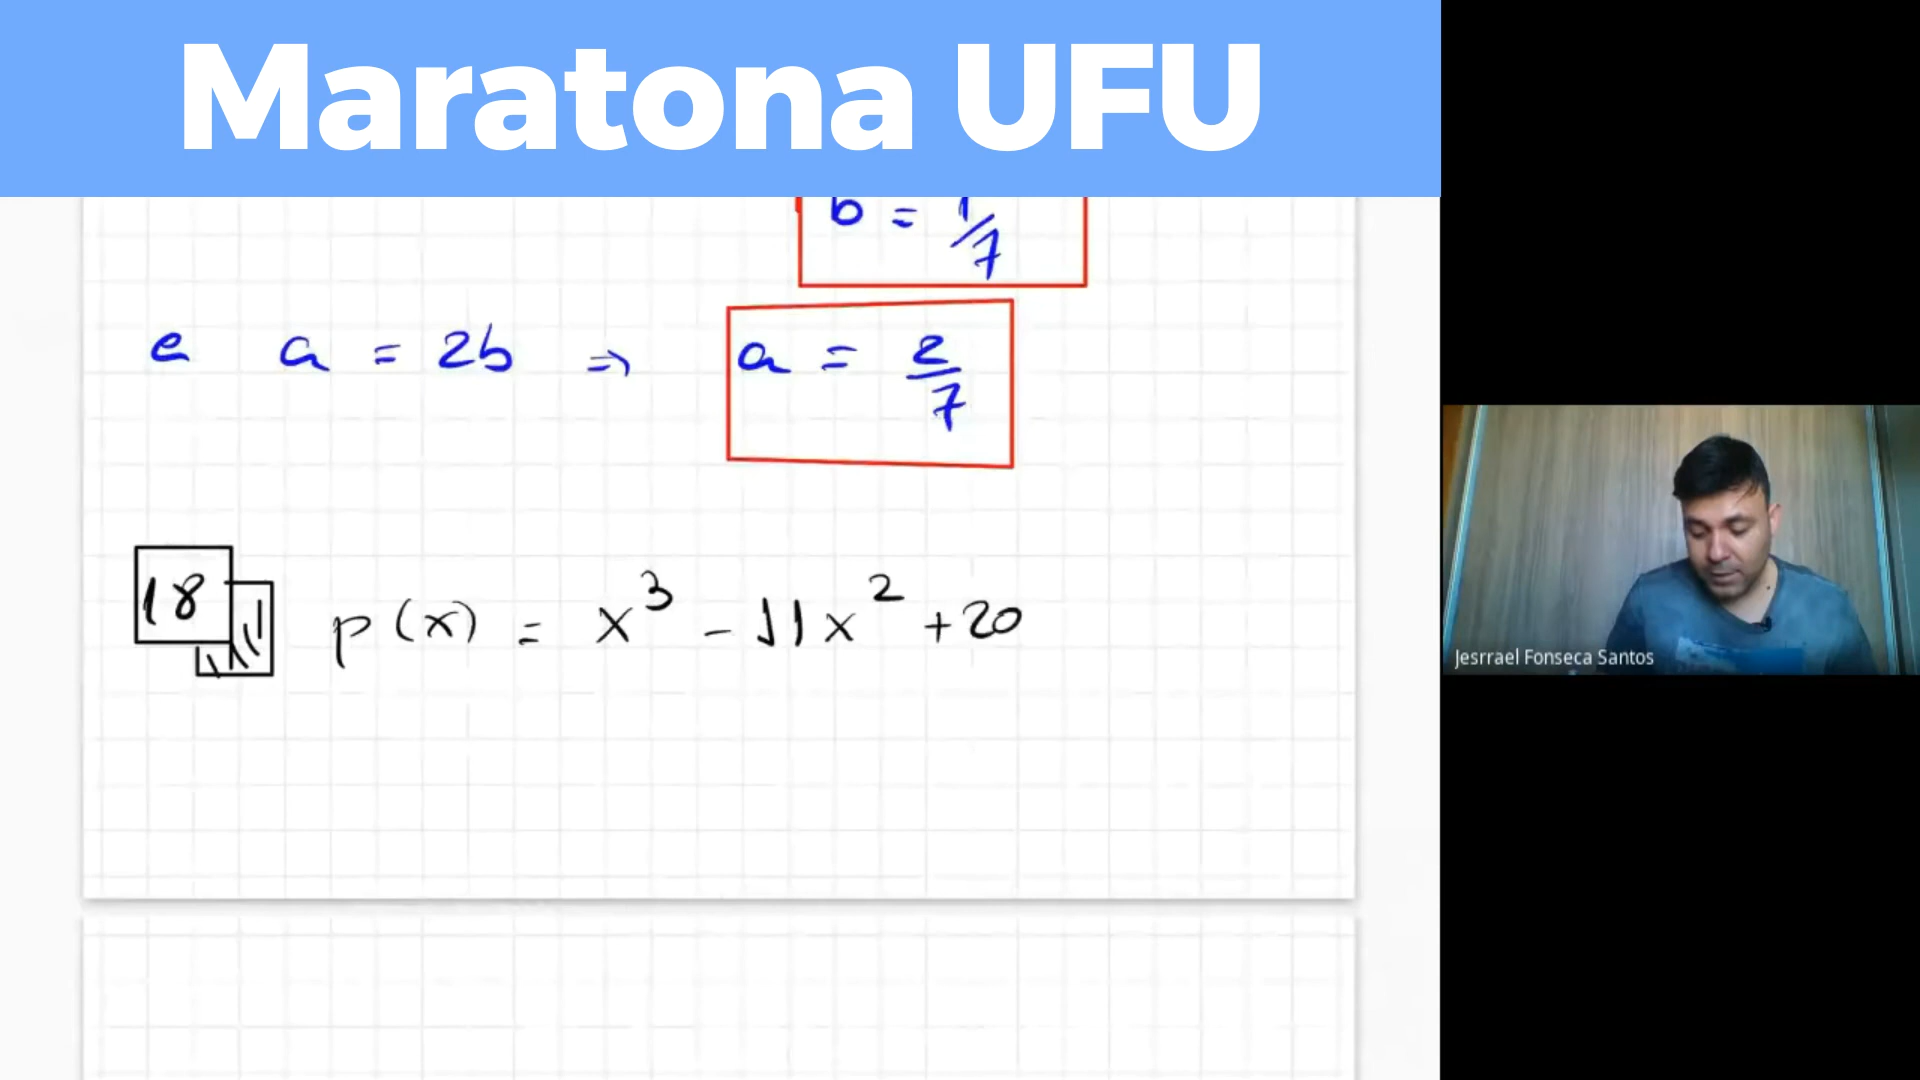 Maratona UFU
b = 1/7
e a = 2b ⇒ a = 2/7
18 p(x) = x³ - 11x² + 20
Jesrrael Fonseca Santos